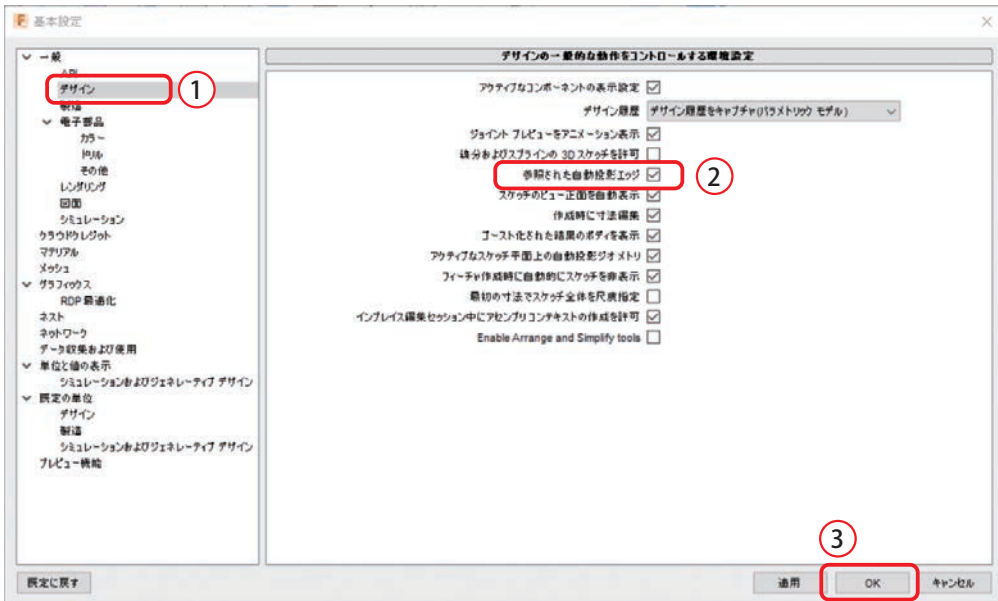 基本設定
一般
API
デザイン
①
製造
電子部品
カラー
ドリル
その他
レンダリング
図面
シミュレーション
クラウドクレジット
マテリアル
メッシュ
グラフィックス
RDP 最適化
ネスト
ネットワーク
データ収集および使用
単位と値の表示
シミュレーションおよびジェネレーティブ デザイン
既定の単位
デザイン
製造
シミュレーションおよびジェネレーティブ デザイン
プレビュー機能
デザインの一般的な動作をコントロールする環境設定
アクティブなコンポーネントの表示設定
デザイン履歴 デザイン履歴をキャプチャ(パラメトリック モデル)
ジョイント プレビューをアニメーション表示
線分およびスプラインの 3D スケッチを許可
参照された自動投影エッジ ②
スケッチのビュー正面を自動表示
作成時に寸法編集
ゴースト化された結果のボディを表示
アクティブなスケッチ平面上の自動投影ジオメトリ
フィーチャ作成時に自動的にスケッチを非表示
最初の寸法でスケッチ全体を尺度指定
インプレイス編集セッション中にアセンブリコンテキストの作成を許可
Enable Arrange and Simplify tools
③
既定に戻す 適用 OK キャンセル